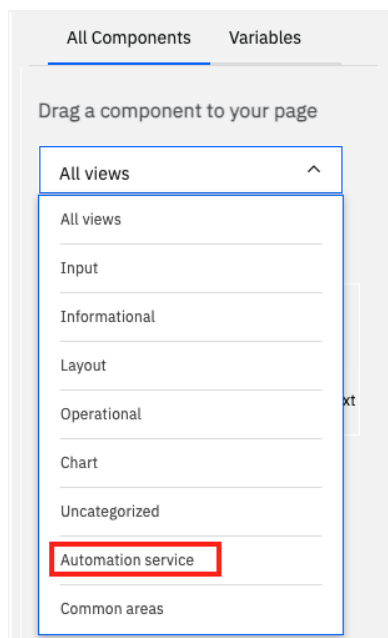 All Components Variables
Drag a component to your page
All views
All views
Input
Informational
Layout
Operational
xt
Chart
Uncategorized
Automation service
Common areas